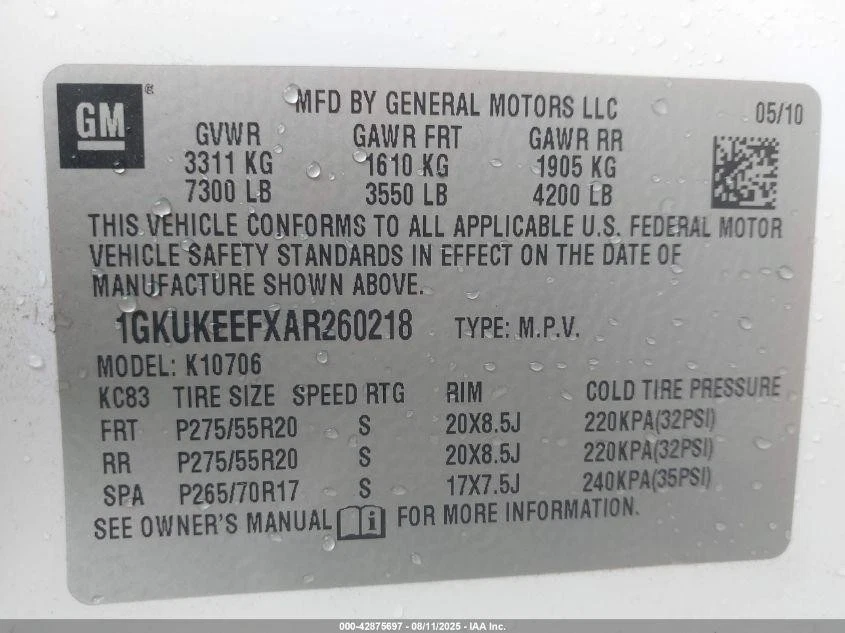 GM ®
MFD BY GENERAL MOTORS LLC 05/10
GVWR GAWR FRT GAWR RR
3311 KG 1610 KG 1905 KG
7300 LB 3550 LB 4200 LB
THIS VEHICLE CONFORMS TO ALL APPLICABLE U.S. FEDERAL MOTOR
VEHICLE SAFETY STANDARDS IN EFFECT ON THE DATE OF
MANUFACTURE SHOWN ABOVE.
1GKUKEEFXAR260218 TYPE: M.P.V.
MODEL: K10706
KC83 TIRE SIZE SPEED RTG RIM COLD TIRE PRESSURE
FRT P275/55R20 S 20X8.5J 220KPA(32PSI)
RR P275/55R20 S 20X8.5J 220KPA(32PSI)
SPA P265/70R17 S 17X7.5J 240KPA(35PSI)
SEE OWNER'S MANUAL i FOR MORE INFORMATION.
000-42875697 - 08/11/2025 - IAA Inc.